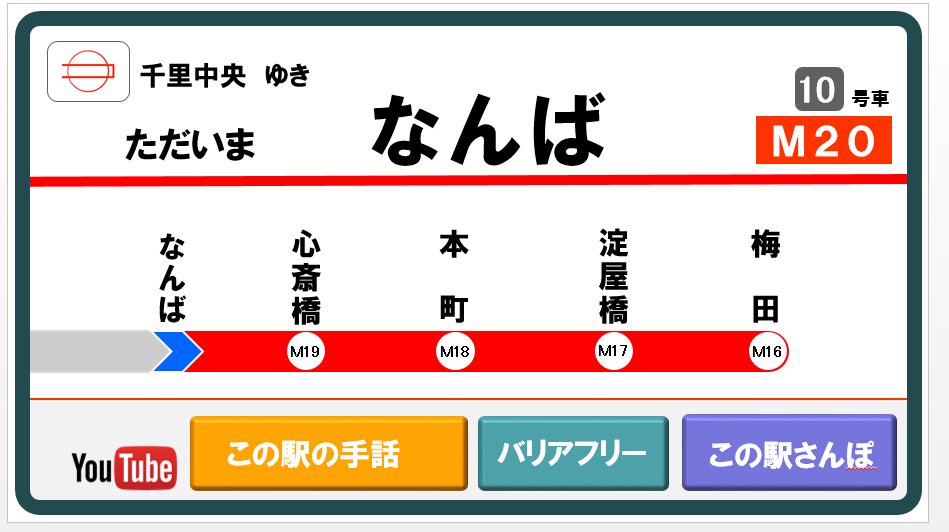 千里中央 ゆき
ただいま
なんば
10 号車
M20
なんば
心斎橋
本町
淀屋橋
梅田
M19
M18
M17
M16
YouTube
この駅の手話
バリアフリー
この駅さんぽ